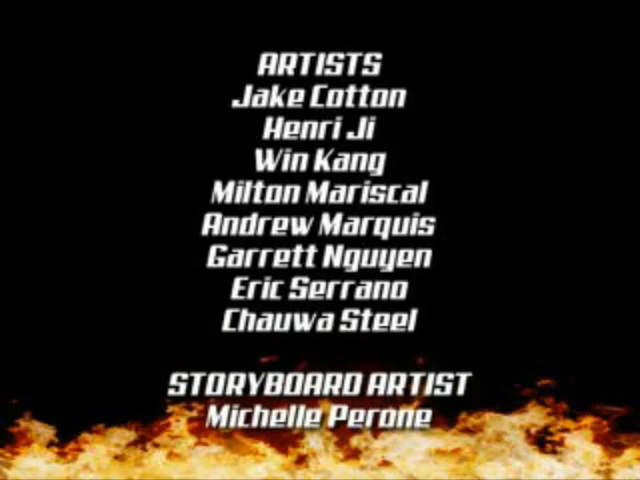 ARTISTS
Jake Cotton
Henri Ji
Win Kang
Milton Mariscal
Andrew Marquis
Garrett Nguyen
Eric Serrano
Chauwa Steel
STORYBOARD ARTIST
Michelle Perone